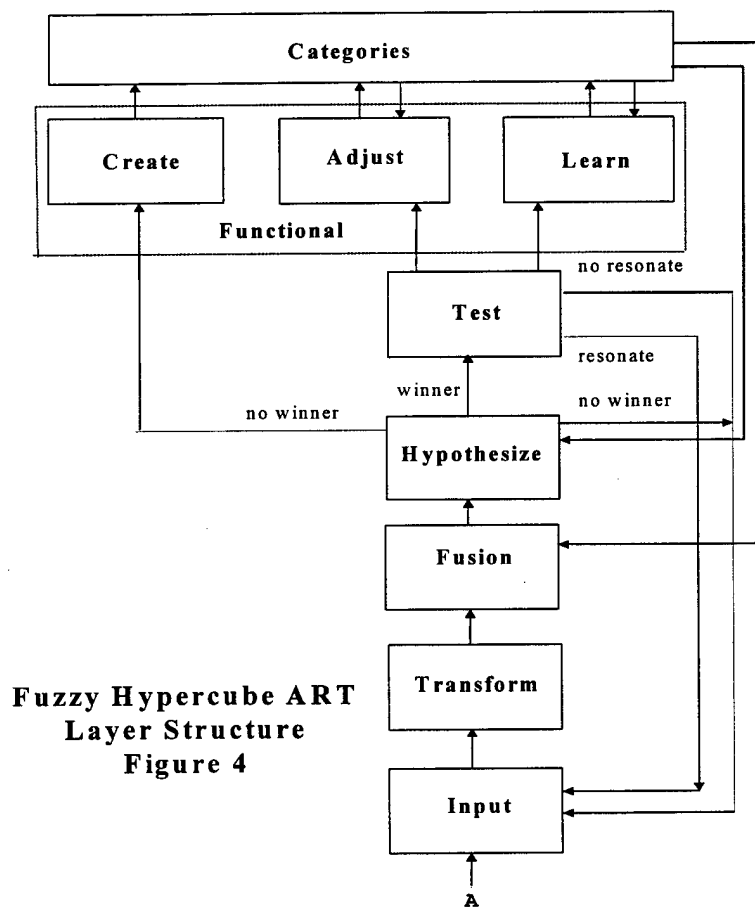 Categories
Create
Adjust
Learn
Functional
no resonate
Test
resonate
winner
no winner
no winner
Hypothesize
Fusion
Transform
Fuzzy Hypercube ART
Layer Structure
Figure 4
Input
A